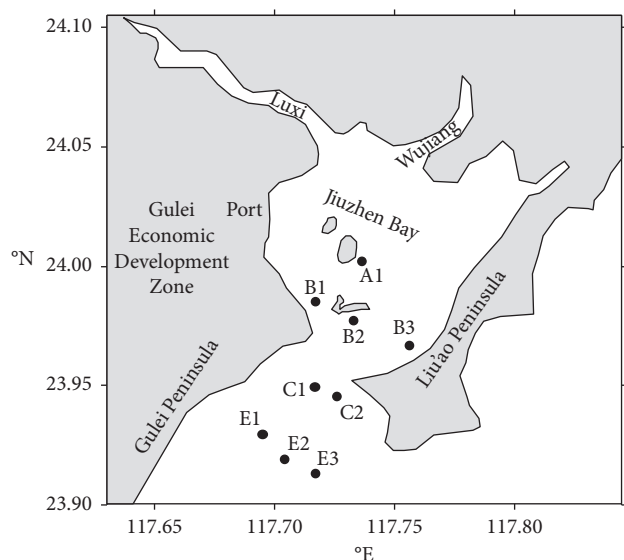 24.10
24.05
24.00
23.95
23.90
°N
117.65
117.70
117.75
117.80
°E
Luxi
Wujiang
Jiuzhen Bay
Gulei
Economic
Development
Zone
Port
A1
B1
B2
B3
Liu'ao Peninsula
Gulei Peninsula
C1
C2
E1
E2
E3